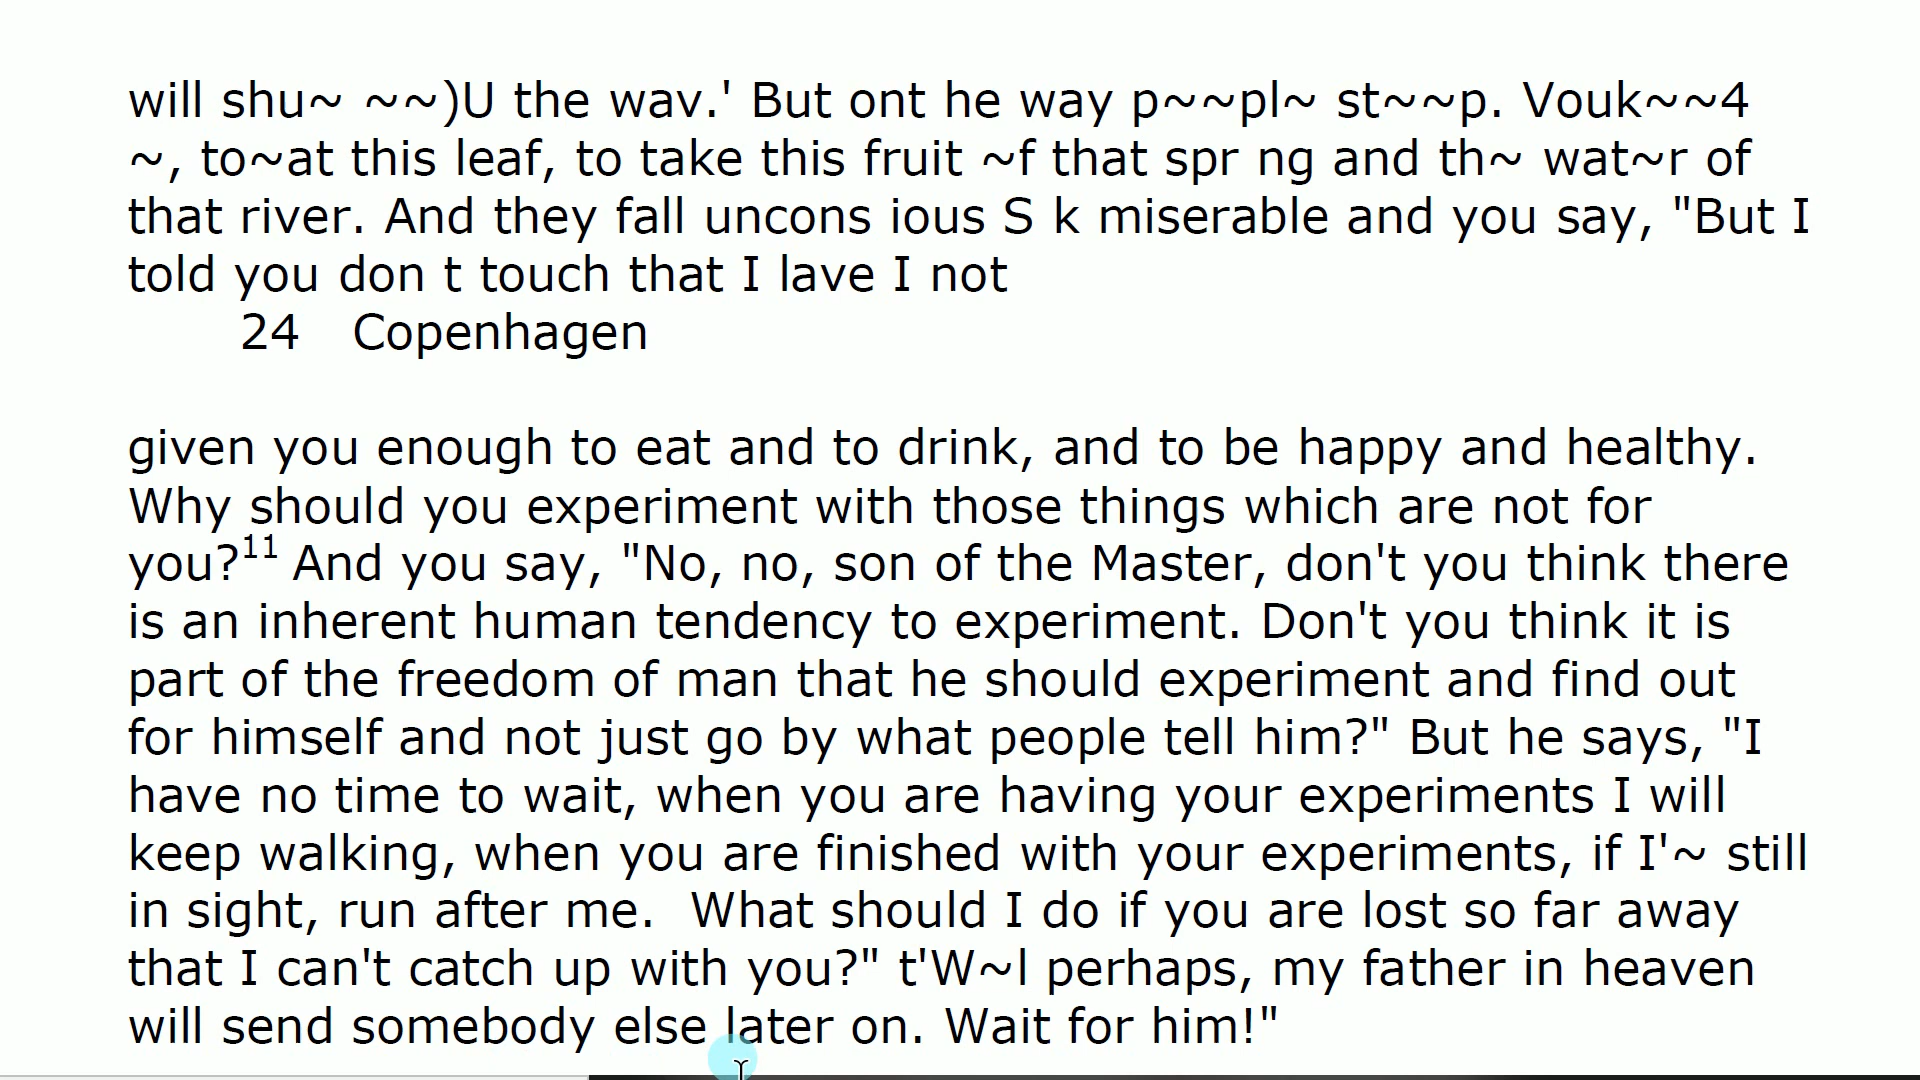 will shu~ ~~)U the wav.' But ont he way p~~pl~ st~~p. Vouk~~4
~, to~at this leaf, to take this fruit ~f that spr ng and th~ wat~r of
that river. And they fall uncons ious S k miserable and you say, "But I
told you don t touch that I lave I not
24 Copenhagen
given you enough to eat and to drink, and to be happy and healthy.
Why should you experiment with those things which are not for
you?11 And you say, "No, no, son of the Master, don't you think there
is an inherent human tendency to experiment. Don't you think it is
part of the freedom of man that he should experiment and find out
for himself and not just go by what people tell him?" But he says, "I
have no time to wait, when you are having your experiments I will
keep walking, when you are finished with your experiments, if I'~ still
in sight, run after me.  What should I do if you are lost so far away
that I can't catch up with you?" t'W~l perhaps, my father in heaven
will send somebody else later on. Wait for him!"